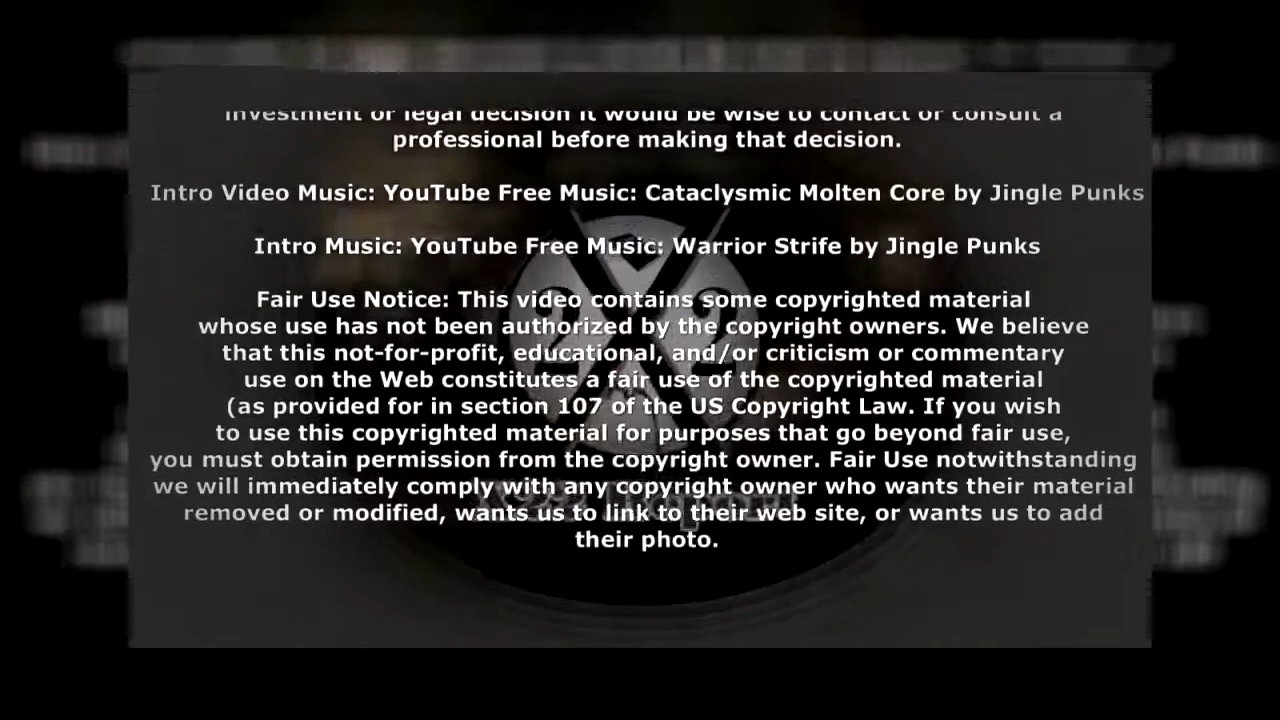 investment or legal decision it would be wise to contact or consult a
professional before making that decision.
Intro Video Music: YouTube Free Music: Cataclysmic Molten Core by Jingle Punks
Intro Music: YouTube Free Music: Warrior Strife by Jingle Punks
Fair Use Notice: This video contains some copyrighted material
whose use has not been authorized by the copyright owners. We believe
that this not-for-profit, educational, and/or criticism or commentary
use on the Web constitutes a fair use of the copyrighted material
(as provided for in section 107 of the US Copyright Law. If you wish
to use this copyrighted material for purposes that go beyond fair use,
you must obtain permission from the copyright owner. Fair Use notwithstanding
we will immediately comply with any copyright owner who wants their material
removed or modified, wants us to link to their web site, or wants us to add
their photo.